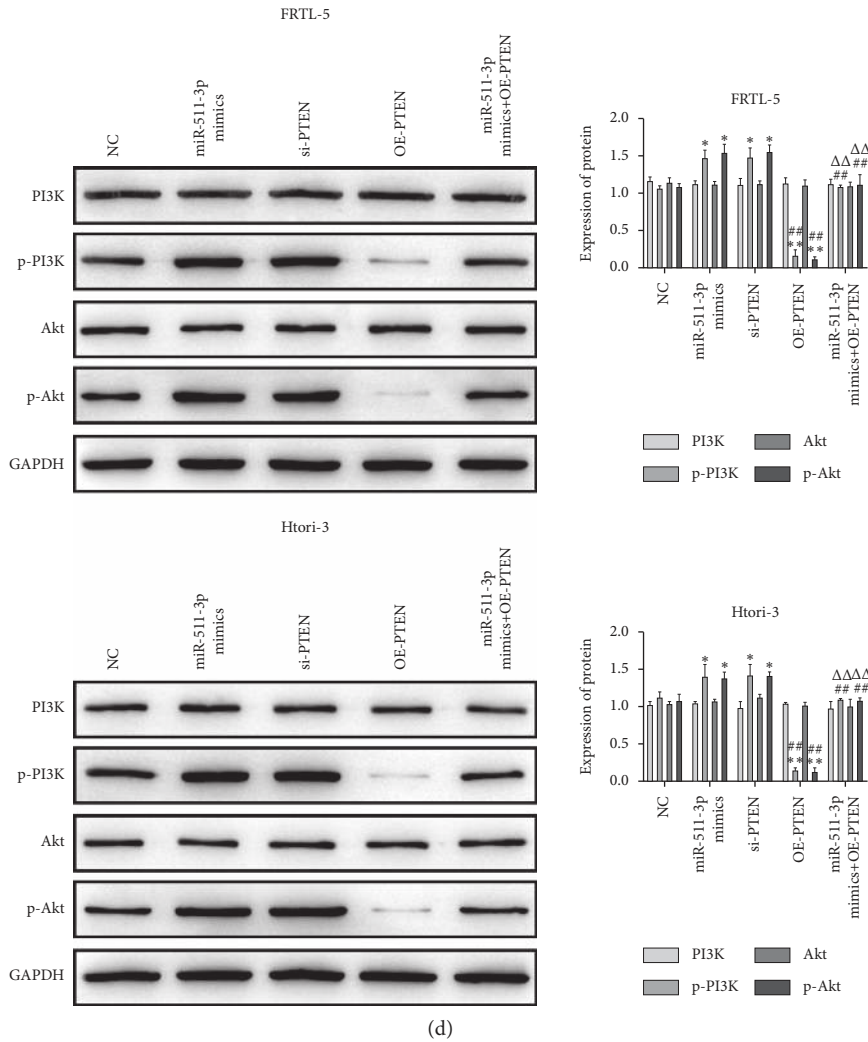 FRTL-5
NC
miR-511-3p
mimics
si-PTEN
OE-PTEN
miR-511-3p
mimics+OE-PTEN
PI3K
p-PI3K
Akt
p-Akt
GAPDH
FRTL-5
Expression of protein
2.0
1.5
1.0
0.5
0.0
* * * *
##
**
##
**
ΔΔ
##
ΔΔ
##
NC
miR-511-3p
mimics
si-PTEN
OE-PTEN
miR-511-3p
mimics+OE-PTEN
PI3K
Akt
p-PI3K
p-Akt
Htori-3
NC
miR-511-3p
mimics
si-PTEN
OE-PTEN
miR-511-3p
mimics+OE-PTEN
PI3K
p-PI3K
Akt
p-Akt
GAPDH
Htori-3
Expression of protein
2.0
1.5
1.0
0.5
0.0
* * * *
##
**
##
**
ΔΔ
##
ΔΔ
##
NC
miR-511-3p
mimics
si-PTEN
OE-PTEN
miR-511-3p
mimics+OE-PTEN
PI3K
Akt
p-PI3K
p-Akt
(d)